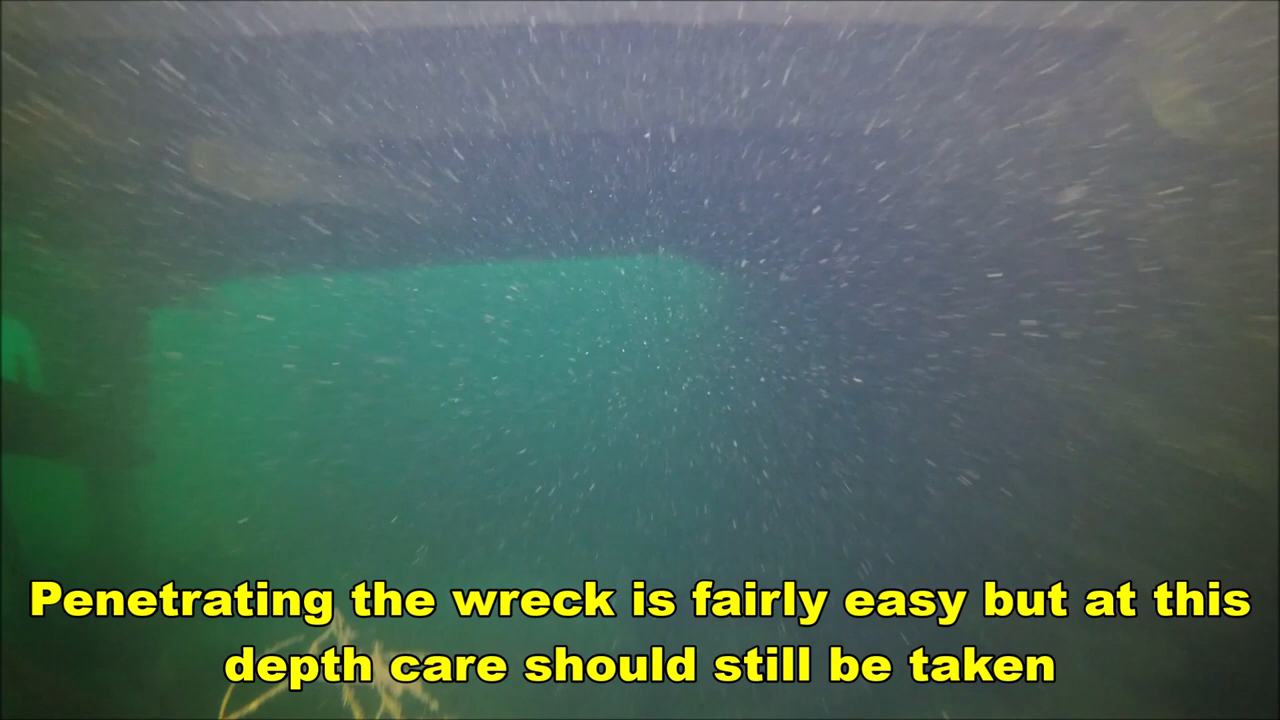 Penetrating the wreck is fairly easy but at this
depth care should still be taken